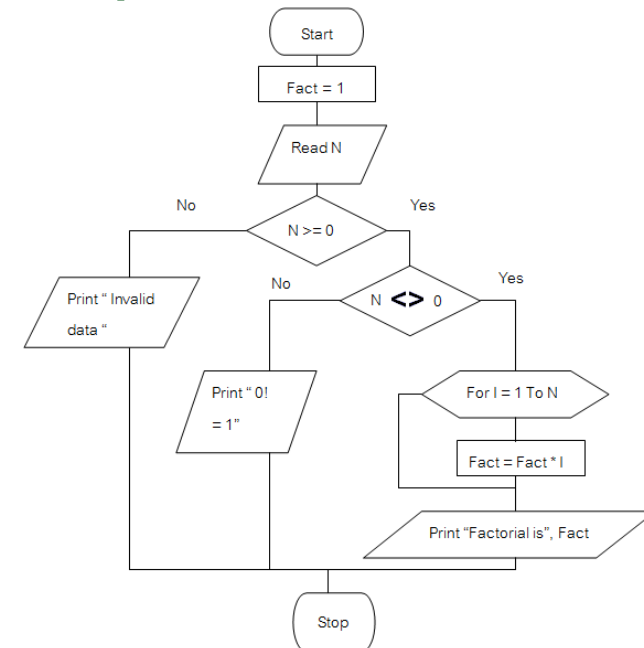 Start
Fact = 1
Read N
No
Yes
N >= 0
No
Yes
Print “ Invalid
data “
N <> 0
Print “ 0!
= 1”
For I = 1 To N
Fact = Fact * I
Print “Factorial is”, Fact
Stop